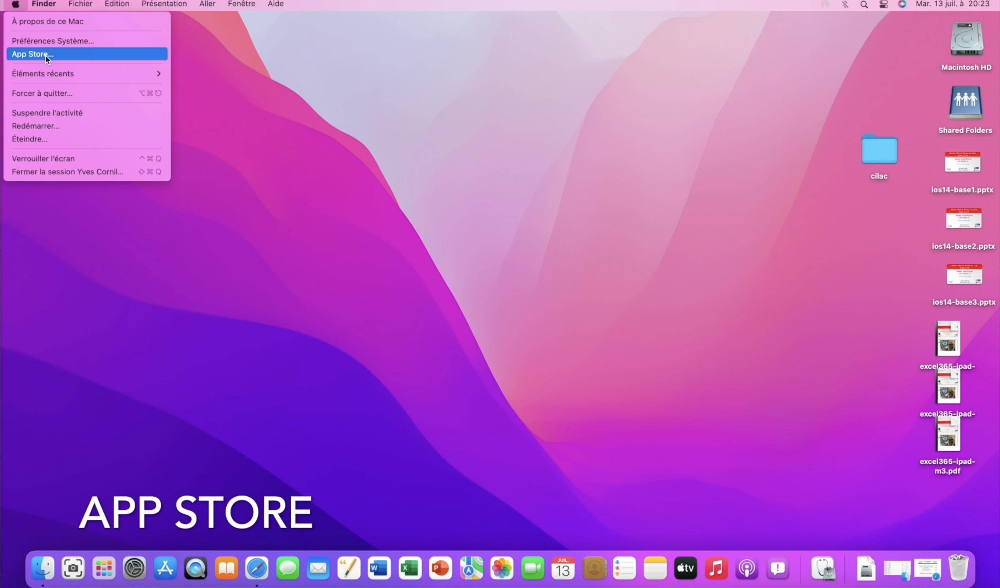 Finder Fichier Edition Présentation Aller Fenêtre Aide
Mar. 13 juil. à 20:23
À propos de ce Mac
Préférences Système...
App Store...
Éléments récents
Forcer à quitter... ⌥⌘⎋
Suspendre l'activité
Redémarrer...
Éteindre...
Verrouiller l'écran ^⌘Q
Fermer la session Yves Cornil... ⇧⌘Q
Macintosh HD
Shared Folders
cilac
ios14-base1.pptx
ios14-base2.pptx
ios14-base3.pptx
excel365-ipad-
excel365-ipad-
excel365-ipad-
m3.pdf
APP STORE
W
X
P
JUIL.
13
tv